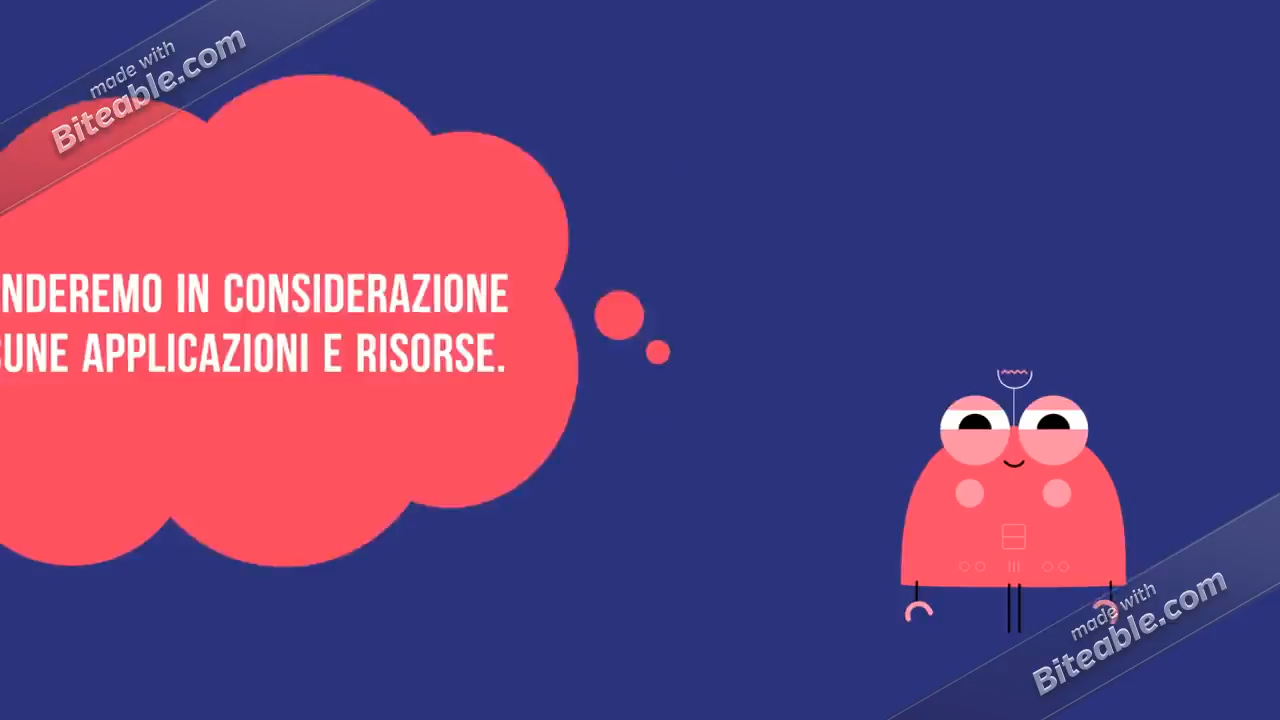 made with
Biteable.com
NDEREMO IN CONSIDERAZIONE
UNE APPLICAZIONI E RISORSE.
made with
Biteable.com